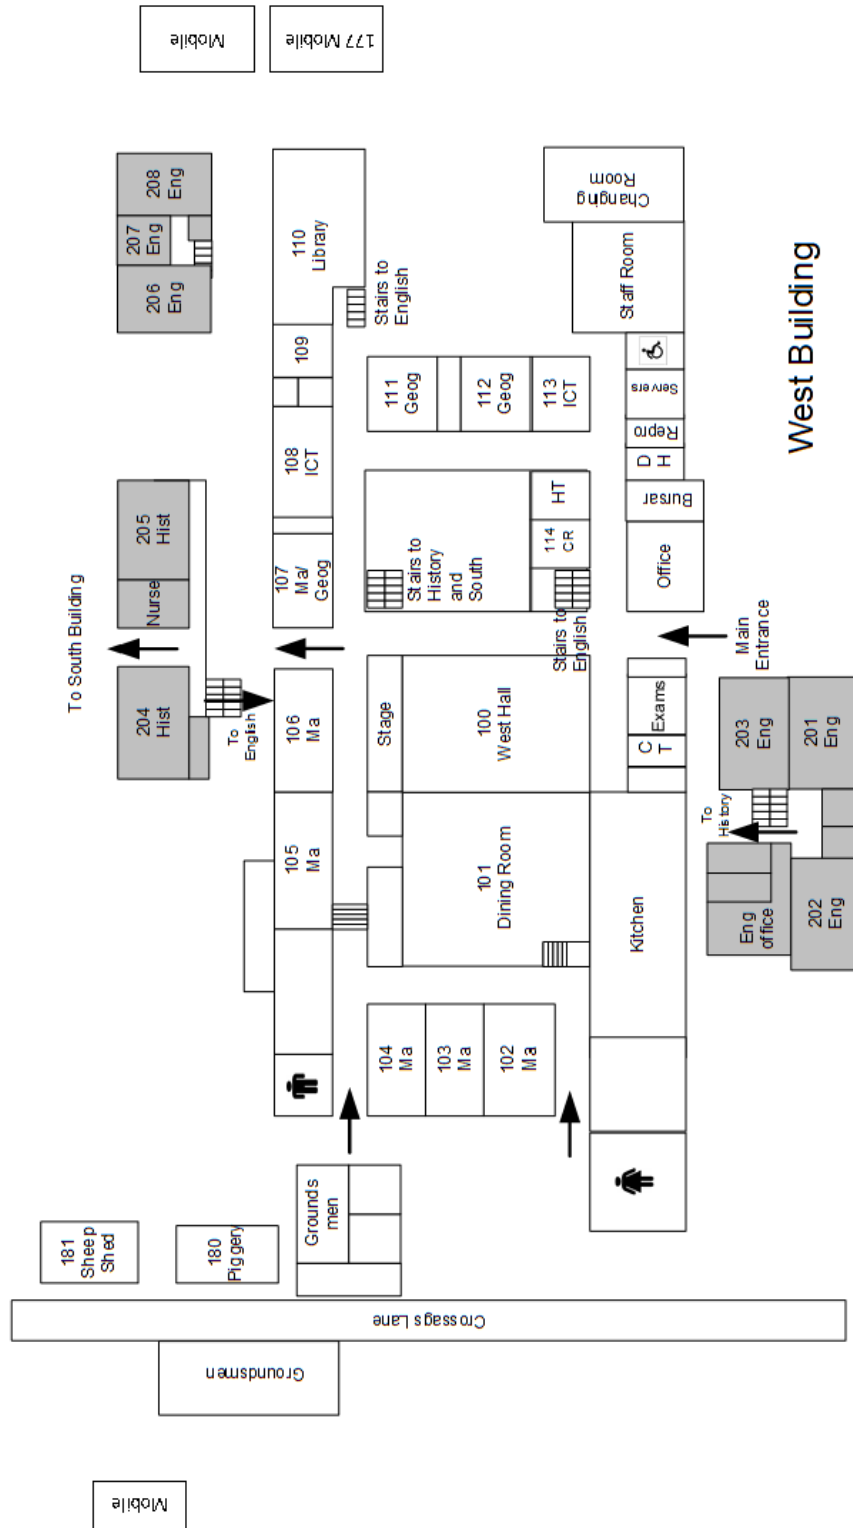 Mobile
177 Mobile
208
Eng
207
Eng
206
Eng
110
Library
Changing
Room
Staff Room
Stairs to
English
109
111
Geog
112
Geog
113
ICT
Servers
Repro
D
H
Bursar
Office
108
ICT
107
Ma/
Geog
HT
114
CR
Stairs to
History
and
South
Stairs to
English
West Building
205
Hist
Nurse
To South Building
204
Hist
To
English
106
Ma
Stage
100
West Hall
Exams
C
T
Main
Entrance
203
Eng
201
Eng
To
History
105
Ma
101
Dining Room
Kitchen
Eng
office
202
Eng
104
Ma
103
Ma
102
Ma
Grounds
men
181
Sheep
Shed
180
Piggery
Crossags Lane
Groundsmen
Mobile